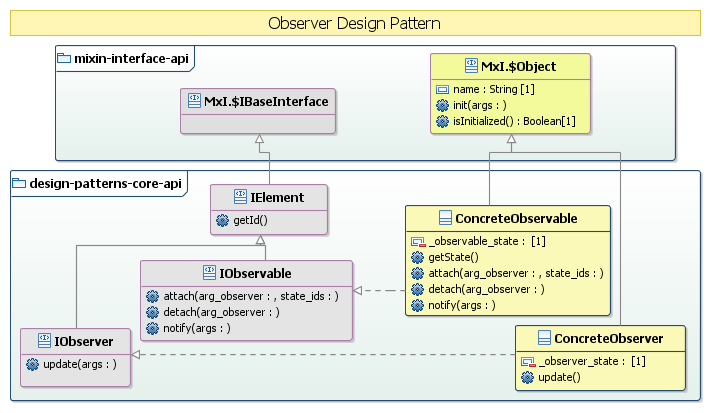 Observer Design Pattern
mixin-interface-api
MxI.$Object
name : String [1]
init(args : )
isInitialized() : Boolean[1]
MxI.$IBaseInterface
design-patterns-core-api
IElement
getId()
ConcreteObservable
_observable_state : [1]
getState()
attach(arg_observer : , state_ids : )
detach(arg_observer : )
notify(args : )
IObservable
attach(arg_observer : , state_ids : )
detach(arg_observer : )
notify(args : )
IObserver
update(args : )
ConcreteObserver
_observer_state : [1]
update()